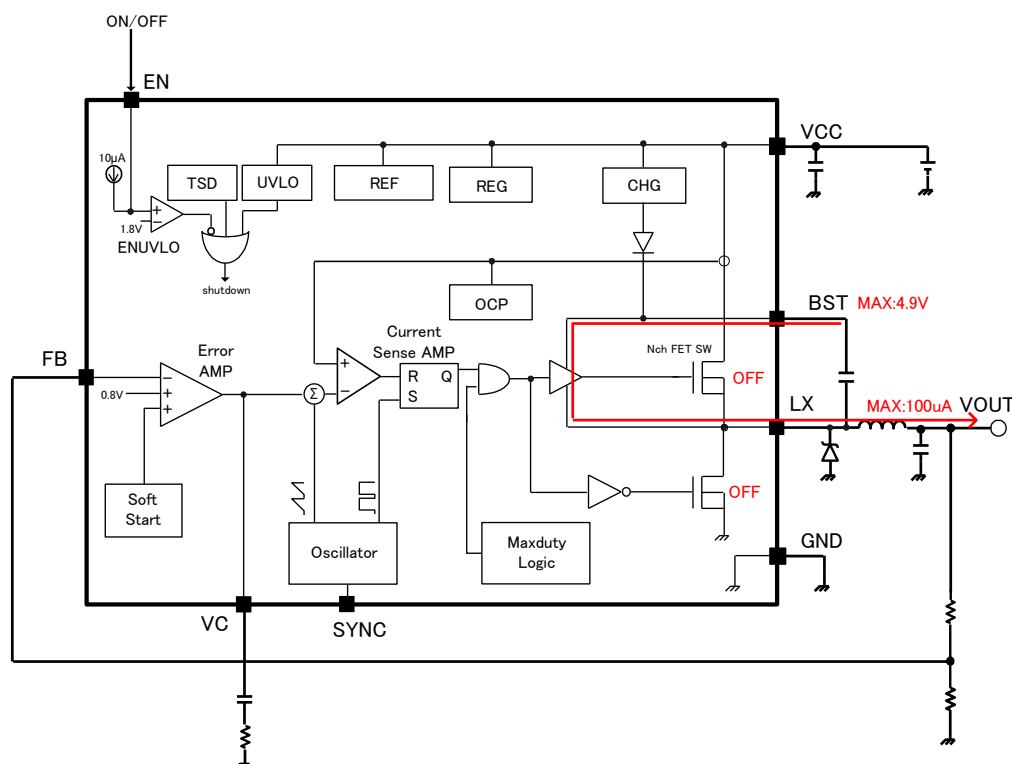 ON/OFF
EN
VCC
10μA
TSD
UVLO
REF
REG
CHG
1.8V
ENUVLO
shutdown
OCP
BST
MAX:4.9V
Current
Sense AMP
Nch FET SW
FB
Error
AMP
0.8V
Σ
R
Q
S
OFF
LX
MAX:100uA
VOUT
Soft
Start
OFF
Oscillator
Maxduty
Logic
GND
VC
SYNC